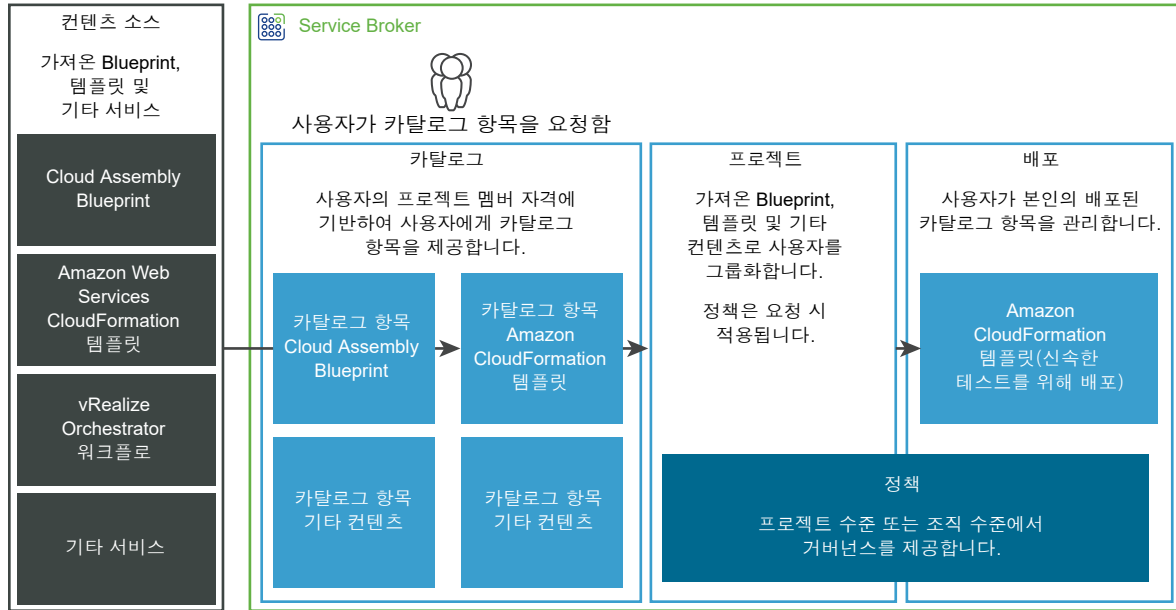 컨텐츠 소스
가져온 Blueprint,
템플릿 및
기타 서비스
Cloud Assembly
Blueprint
Amazon Web
Services
CloudFormation
템플릿
vRealize
Orchestrator
워크플로
기타 서비스
Service Broker
사용자가 카탈로그 항목을 요청함
카탈로그
사용자의 프로젝트 멤버 자격에
기반하여 사용자에게 카탈로그
항목을 제공합니다.
카탈로그 항목
Cloud Assembly
Blueprint
카탈로그 항목
Amazon
CloudFormation
템플릿
카탈로그 항목
기타 컨텐츠
카탈로그 항목
기타 컨텐츠
프로젝트
가져온 Blueprint,
템플릿 및 기타
컨텐츠로 사용자를
그룹화합니다.
정책은 요청 시
적용됩니다.
배포
사용자가 본인의 배포된
카탈로그 항목을 관리합니다.
Amazon
CloudFormation
템플릿(신속한
테스트를 위해 배포)
정책
프로젝트 수준 또는 조직 수준에서
거버넌스를 제공합니다.